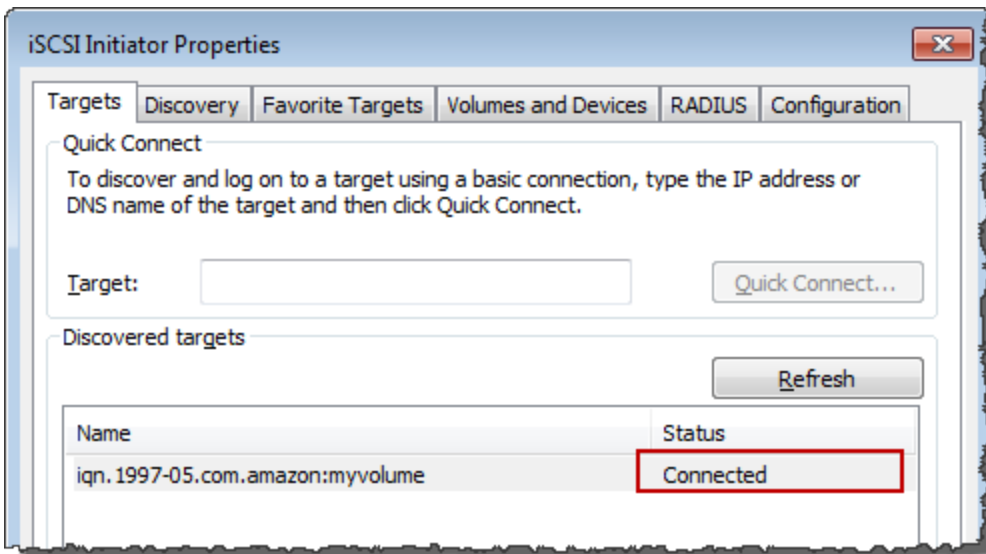 iSCSI Initiator Properties
Targets Discovery Favorite Targets Volumes and Devices RADIUS Configuration
Quick Connect
To discover and log on to a target using a basic connection, type the IP address or
DNS name of the target and then click Quick Connect.
Target: Quick Connect...
Discovered targets
Refresh
Name Status
iqn.1997-05.com.amazon:myvolume Connected